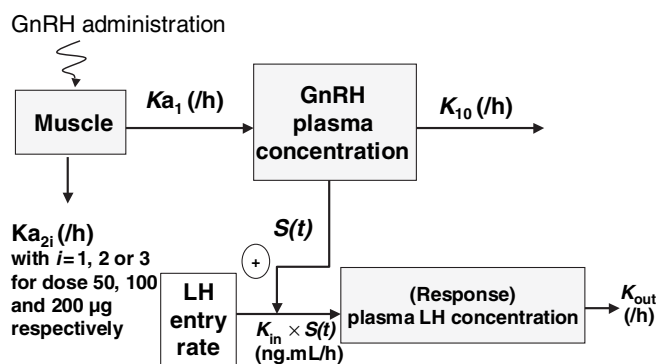 GnRH administration
Muscle
Ka1 (/h)
GnRH
plasma
concentration
K10 (/h)
Ka2i (/h)
with i=1, 2 or 3
for dose 50, 100
and 200 µg
respectively
S(t)
+
LH
entry
rate
Kin × S(t)
(ng.mL/h)
(Response)
plasma LH concentration
Kout
(/h)